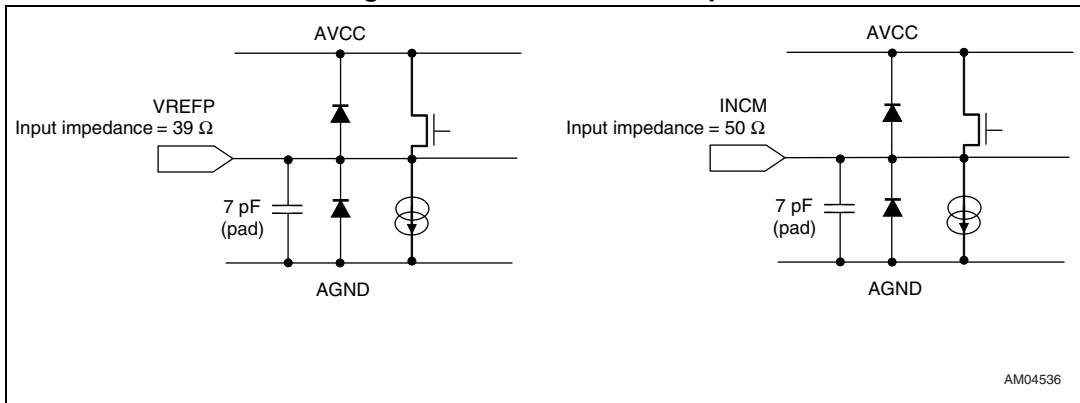 AVCC
VREFP
Input impedance = 39 Ω
7 pF
(pad)
AGND
AVCC
INCM
Input impedance = 50 Ω
7 pF
(pad)
AGND
AM04536